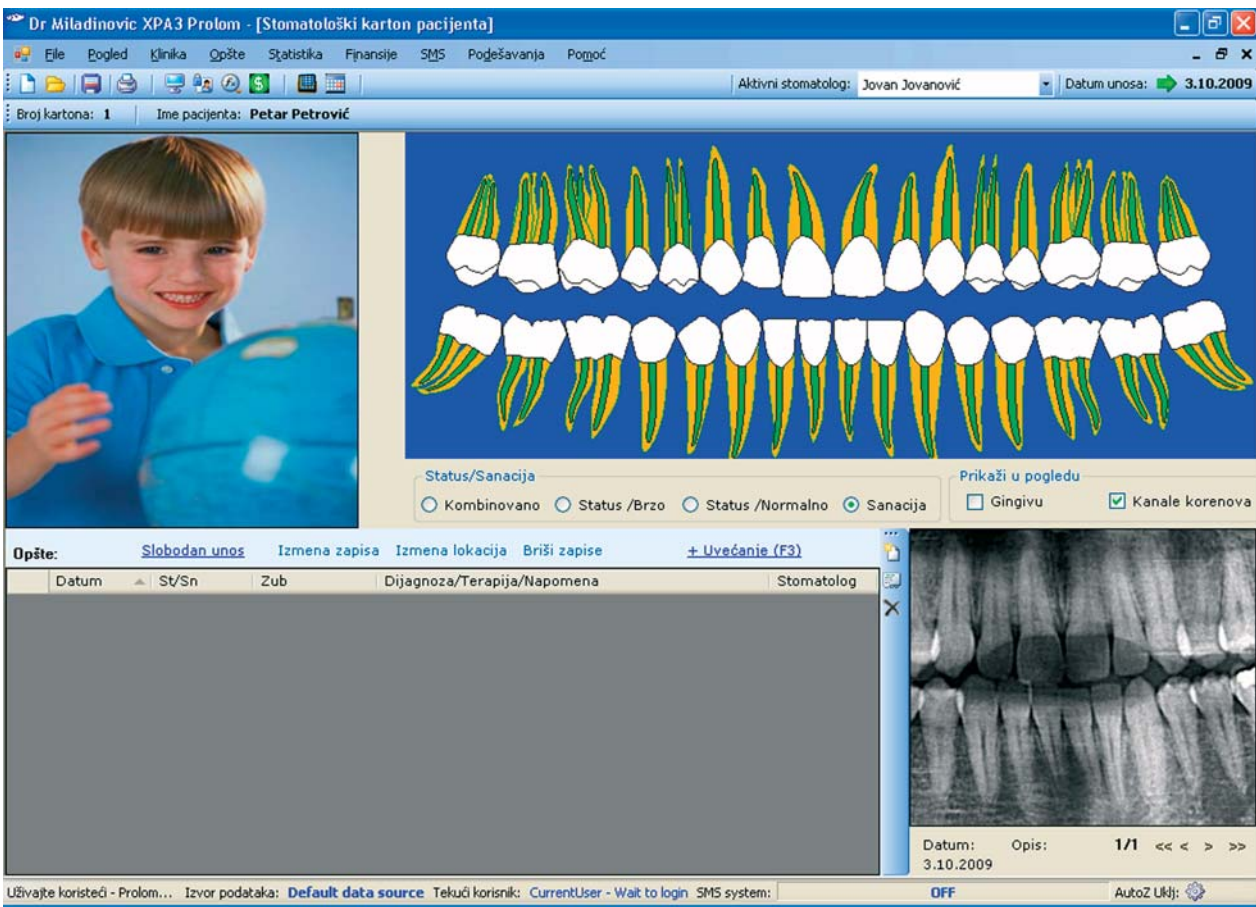 Dr Miladinovic XPA3 Prolom - [Stomatološki karton pacijenta]
File Pogled Klinika Opšte Statistika Finansije SMS Podešavanja Pomoć
Aktivni stomatolog: Jovan Jovanović Datum unosa: 3.10.2009
Broj kartona: 1 Ime pacijenta: Petar Petrović
Status/Sanacija Prikaži u pogledu
Kombinovano Status /Brzo Status /Normalno Sanacija Gingivu Kanale korenova
Opšte: Slobodan unos Izmena zapisa Izmena lokacija Briši zapise + Uvećanje (F3)
Datum St/Sn Zub Dijagnoza/Terapija/Napomena Stomatolog
Datum: Opis: 1/1 << < > >>
3.10.2009
Uživajte koristeći - Prolom... Izvor podataka: Default data source Tekući korisnik: CurrentUser - Wait to login SMS system: OFF AutoZ Uklj: